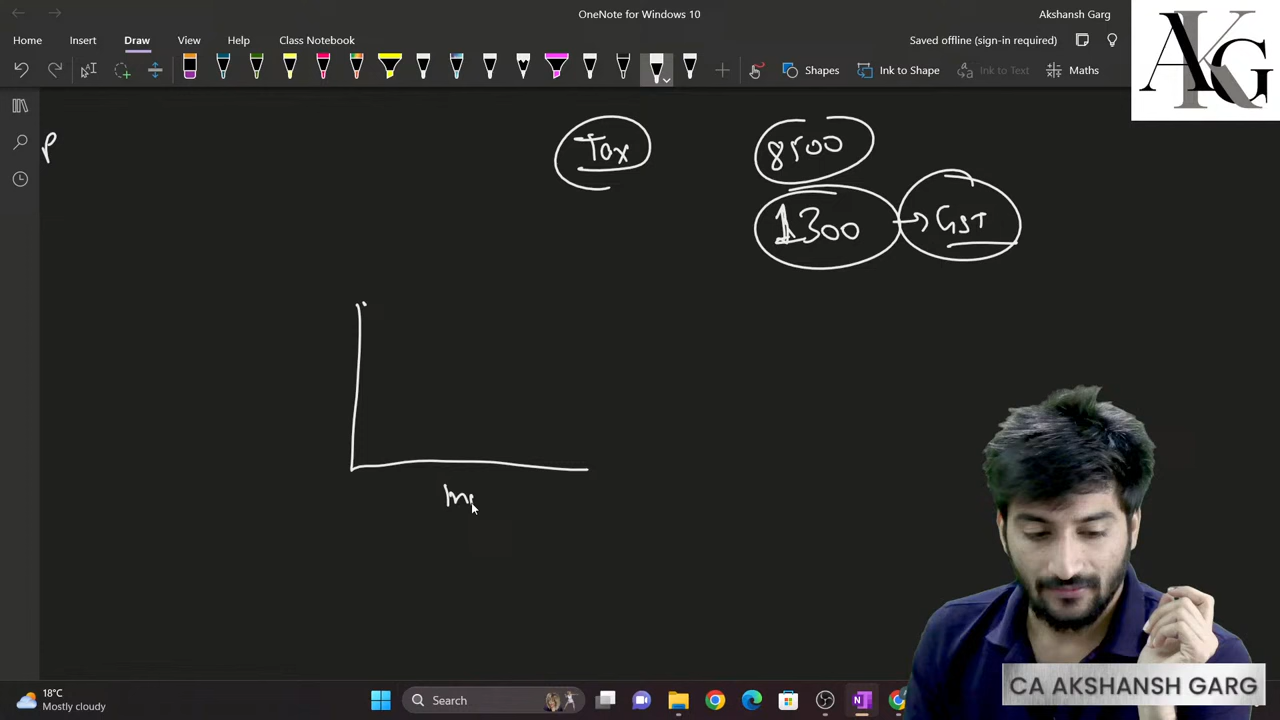 OneNote for Windows 10
Akshansh Garg
Home Insert Draw View Help Class Notebook
Saved offline (sign-in required)
Shapes Ink to Shape Ink to Text Maths
AKG
P
Tax
8500
1300 → GST
18°C
Mostly cloudy
Search
CA AKSHANSH GARG